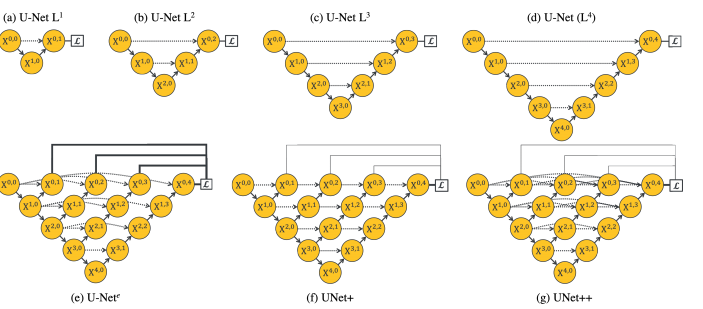 (a) U-Net L¹ (b) U-Net L² (c) U-Net L³ (d) U-Net (L⁴)
X⁰,⁰ X⁰,¹ ℒ X⁰,⁰ X⁰,² ℒ X⁰,⁰ X⁰,³ ℒ X⁰,⁰ X⁰,⁴ ℒ
X¹,⁰ X¹,⁰ X¹,¹ X¹,⁰ X¹,² X¹,⁰ X¹,³
X²,⁰ X²,⁰ X²,¹ X²,⁰ X²,²
X³,⁰ X³,⁰ X³,¹
X⁴,⁰
X⁰,⁰ X⁰,¹ X⁰,² X⁰,³ X⁰,⁴ ℒ X⁰,⁰ X⁰,¹ X⁰,² X⁰,³ X⁰,⁴ ℒ X⁰,⁰ X⁰,¹ X⁰,² X⁰,³ X⁰,⁴ ℒ
X¹,⁰ X¹,¹ X¹,² X¹,³ X¹,⁰ X¹,¹ X¹,² X¹,³ X¹,⁰ X¹,¹ X¹,² X¹,³
X²,⁰ X²,¹ X²,² X²,⁰ X²,¹ X²,² X²,⁰ X²,¹ X²,²
X³,⁰ X³,¹ X³,⁰ X³,¹ X³,⁰ X³,¹
X⁴,⁰ X⁴,⁰ X⁴,⁰
(e) U-Netᵉ (f) UNet+ (g) UNet++